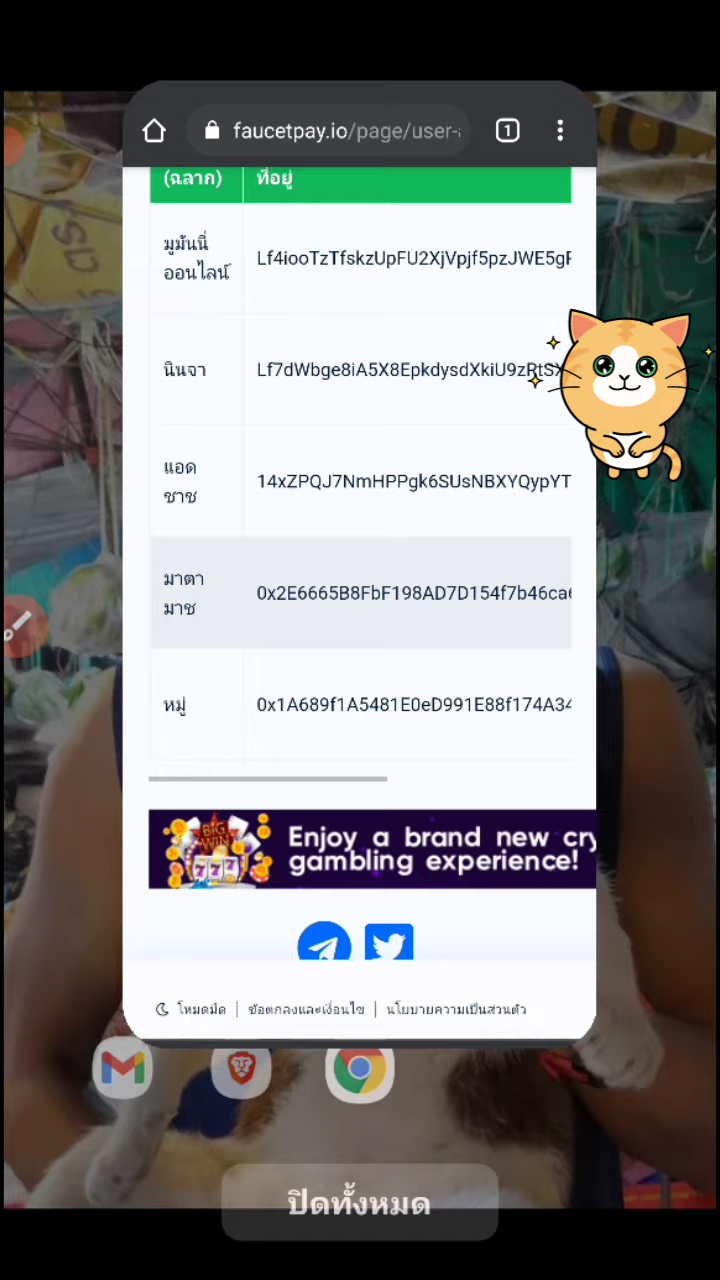 faucetpay.io/page/user-
1
(ฉลาก)
ที่อยู่
มูมันนี่
ออนไลน์
Lf4iooTzTfskzUpFU2XjVpjf5pzJWE5gF
นินจา
Lf7dWbge8iA5X8EpkdysdXkiU9zRtS
แอด
ซาช
14xZPQJ7NmHPPgk6SUsNBXYQypYT
มาตา
มาซ
0x2E6665B8FbF198AD7D154f7b46ca
หมู่
0x1A689f1A5481E0eD991E88f174A34
BIG
WIN
777
Enjoy a brand new cry
gambling experience!
โหมดมืด | ข้อตกลงและเงื่อนไข | นโยบายความเป็นส่วนตัว
ปิดทั้งหมด